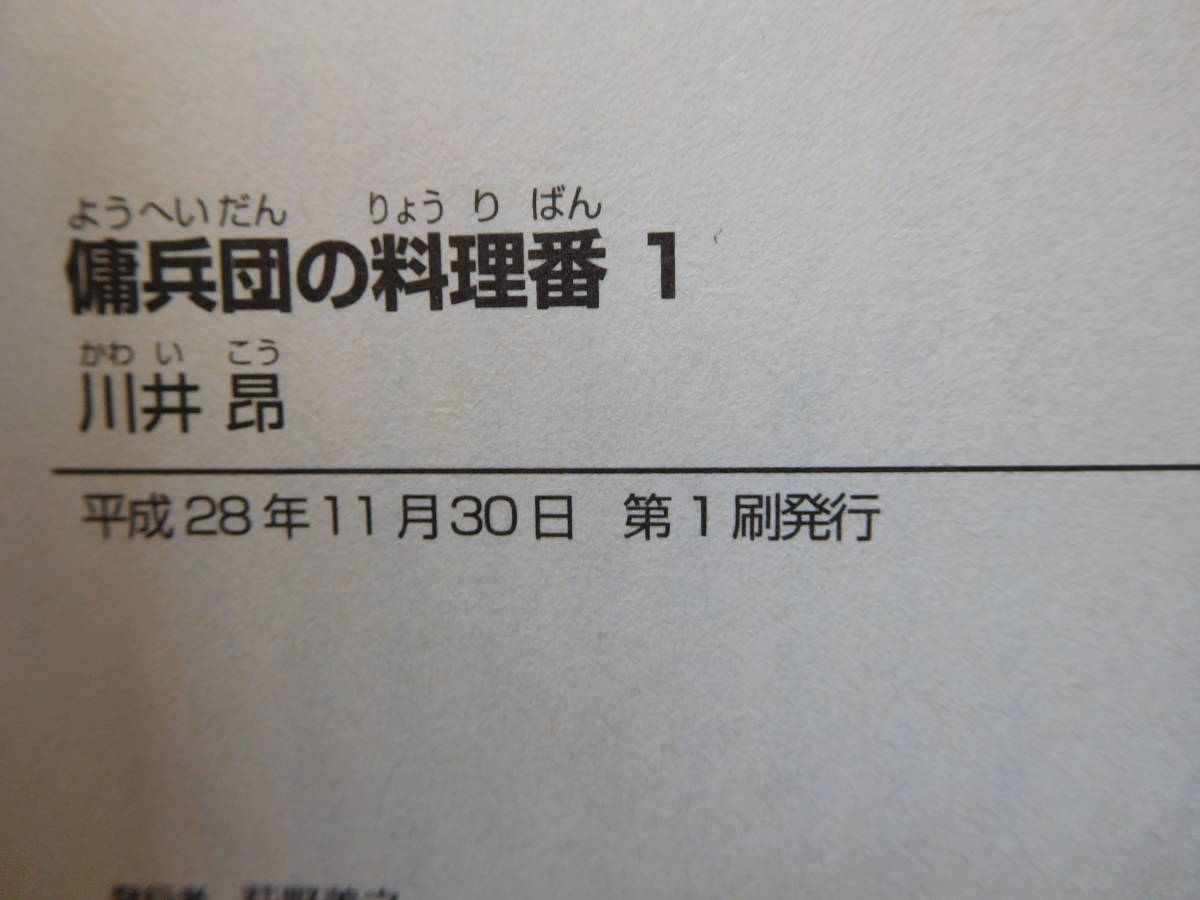 ようへいだん りょうりばん
傭兵団の料理番 1
かわい こう
川井 昂
平成28年11月30日 第1刷発行